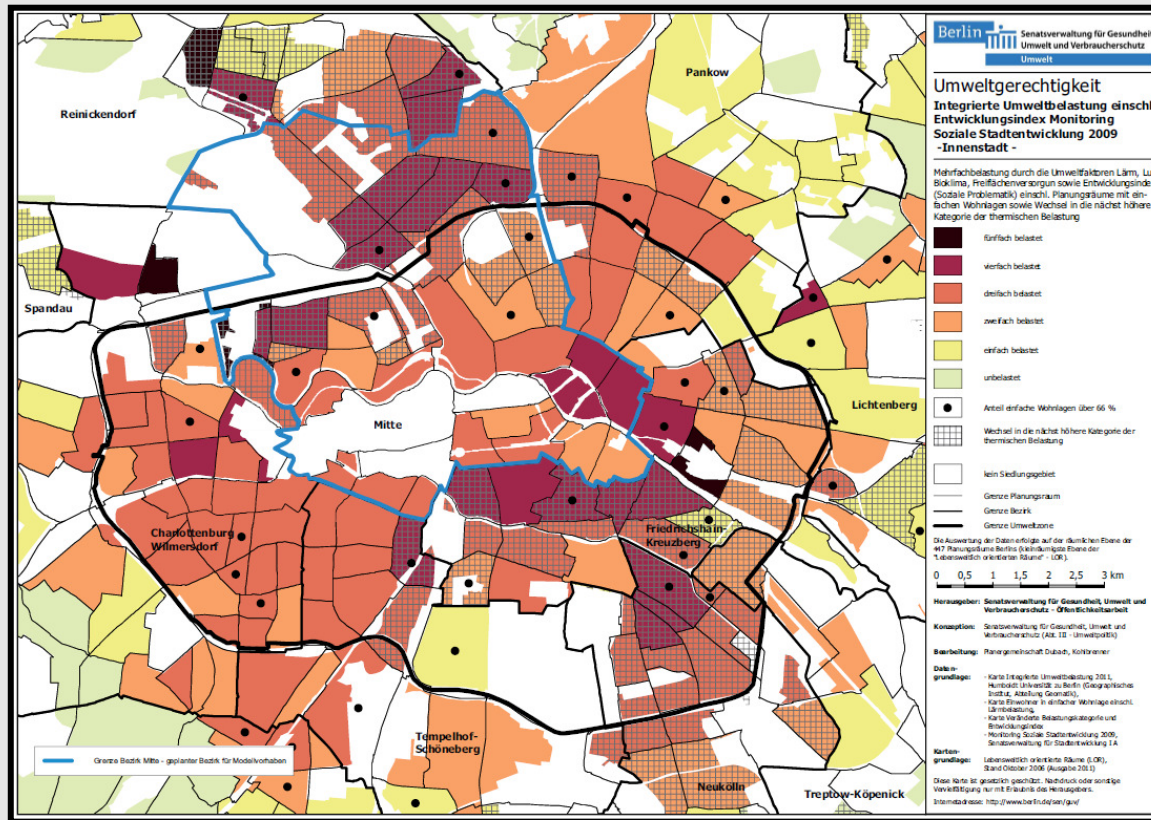 Berlin
Senatsverwaltung für Gesundheit
Umwelt und Verbraucherschutz
Umwelt
Umweltgerechtigkeit
Integrierte Umweltbelastung einschl
Entwicklungsindex Monitoring
Soziale Stadtentwicklung 2009
-Innenstadt -
Mehrfachbelastung durch die Umweltfaktoren Lärm, Lu
Bioklima, Freiflächenversorgun sowie Entwicklungsinde
(Soziale Problematik) einschl. Planungsräume mit ein-
fachen Wohnlagen sowie Wechsel in die nächst höhere
Kategorie der thermischen Belastung
fünffach belastet
vierfach belastet
dreifach belastet
zweifach belastet
einfach belastet
unbelastet
Anteil einfache Wohnlagen über 66 %
Wechsel in die nächst höhere Kategorie der
thermischen Belastung
kein Siedlungsgebiet
Grenze Planungsraum
Grenze Bezirk
Grenze Umweltzone
Die Auswertung der Daten erfolgte auf der räumlichen Ebene der
447 Planungsräume Berlins (kleinräumigste Ebene der
"Lebensweltlich orientierten Räume" - LOR).
0 0,5 1 1,5 2 2,5 3 km
Herausgeber: Senatsverwaltung für Gesundheit, Umwelt und
Verbraucherschutz - Öffentlichkeitsarbeit
Konzeption: Senatsverwaltung für Gesundheit, Umwelt und
Verbraucherschutz (Abt. III - Umweltpolitik)
Bearbeitung: Planergemeinschaft Dubach, Kohlbrenner
Daten-
grundlage: - Karte Integrierte Umweltbelastung 2011,
Humboldt Universität zu Berlin (Geographisches
Institut, Abteilung Geomatik),
- Karte Einwohner in einfacher Wohnlage einschl.
Lärmbelastung,
- Karte Veränderte Belastungskategorie und
Entwicklungsindex
- Monitoring Soziale Stadtentwicklung 2009,
Senatsverwaltung für Stadtentwicklung I A
Karten-
grundlage: Lebensweltlich orientierte Räume (LOR),
Stand Oktober 2006 (Ausgabe 2011)
Diese Karte ist gesetzlich geschützt. Nachdruck oder sonstige
Vervielfältigung nur mit Erlaubnis des Herausgebers.
Internetadresse: http://www.berlin.de/sen/guv/
Pankow
Reinickendorf
Spandau
Lichtenberg
Mitte
Charlottenburg
Wilmersdorf
Friedrichshain-
Kreuzberg
Tempelhof-
Schöneberg
Neukölln
Treptow-Köpenick
Grenze Bezirk Mitte - geplanter Bezirk für Modellvorhaben